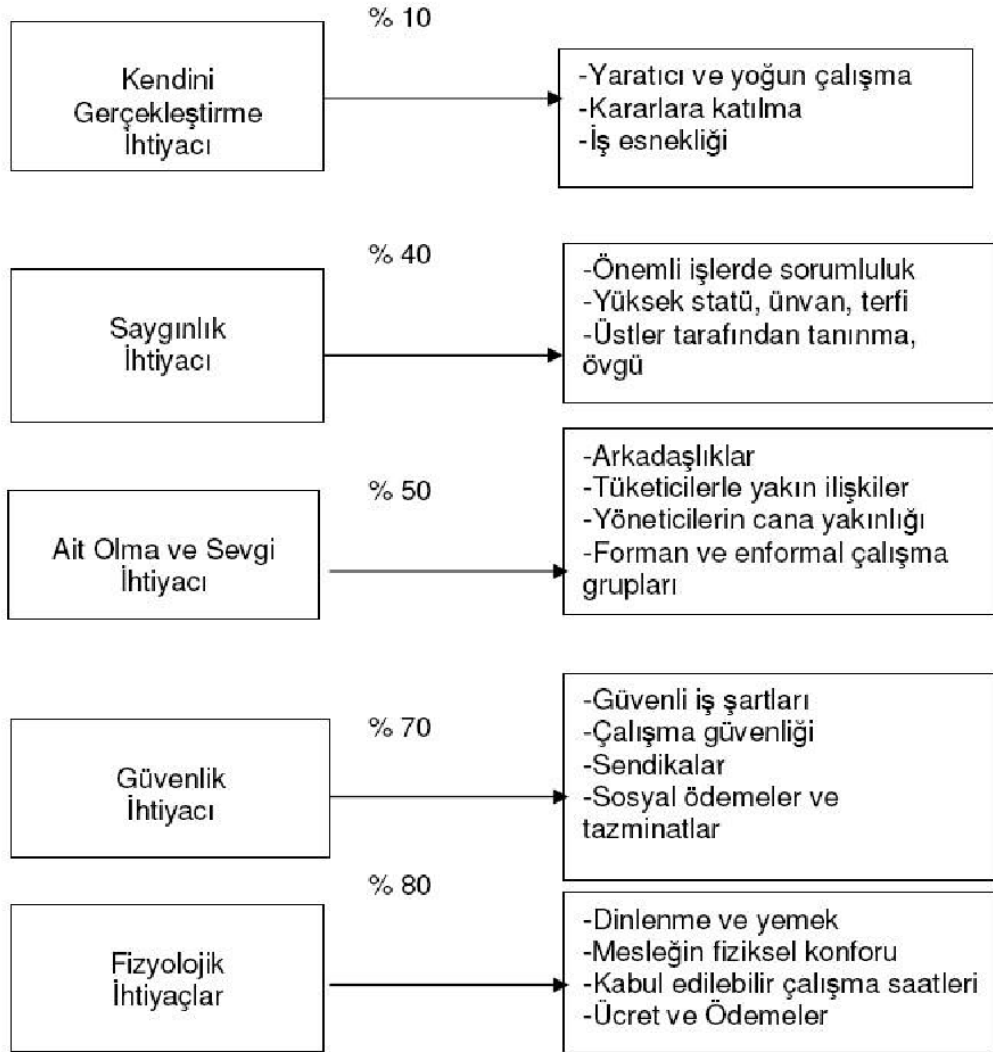 % 10
Kendini
Gerçekleştirme
İhtiyacı
-Yaratıcı ve yoğun çalışma
-Kararlara katılma
-İş esnekliği
% 40
Saygınlık
İhtiyacı
-Önemli işlerde sorumluluk
-Yüksek statü, ünvan, terfi
-Üstler tarafından tanınma,
övgü
% 50
Ait Olma ve Sevgi
İhtiyacı
-Arkadaşlıklar
-Tüketicilerle yakın ilişkiler
-Yöneticilerin cana yakınlığı
-Forman ve enformal çalışma
grupları
% 70
Güvenlik
İhtiyacı
-Güvenli iş şartları
-Çalışma güvenliği
-Sendikalar
-Sosyal ödemeler ve
tazminatlar
% 80
Fizyolojik
İhtiyaçlar
-Dinlenme ve yemek
-Mesleğin fiziksel konforu
-Kabul edilebilir çalışma saatleri
-Ücret ve Ödemeler